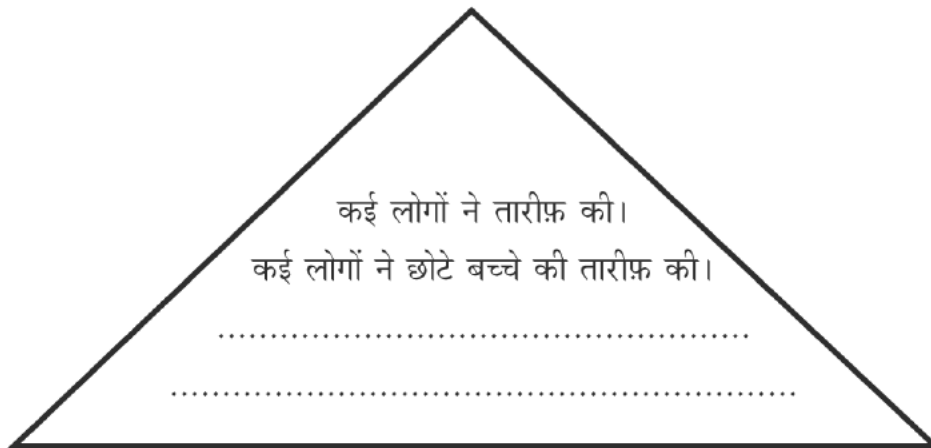 कई लोगों ने तारीफ़ की।
कई लोगों ने छोटे बच्चे की तारीफ़ की।
..................................................
...........................................................